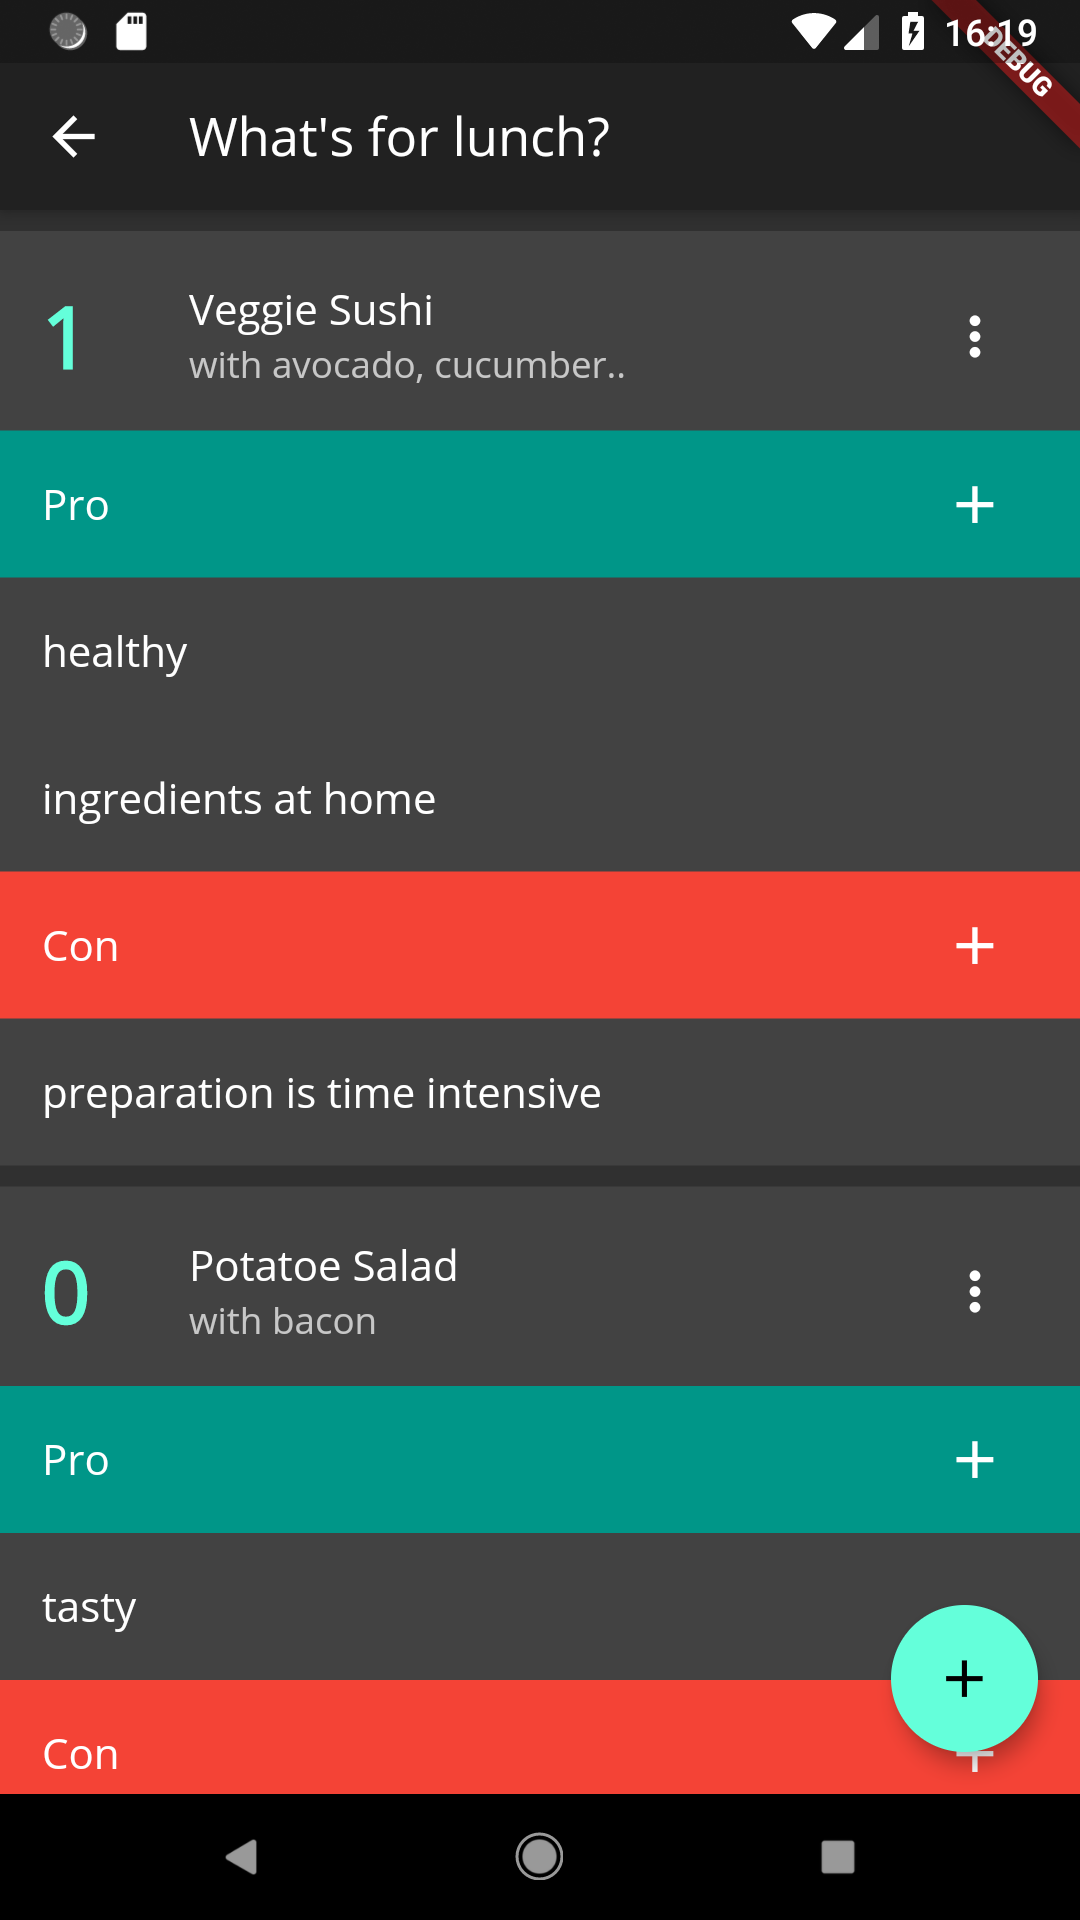 16:19
DEBUG
What's for lunch?
1
Veggie Sushi
with avocado, cucumber..
Pro
healthy
ingredients at home
Con
preparation is time intensive
0
Potatoe Salad
with bacon
Pro
tasty
Con